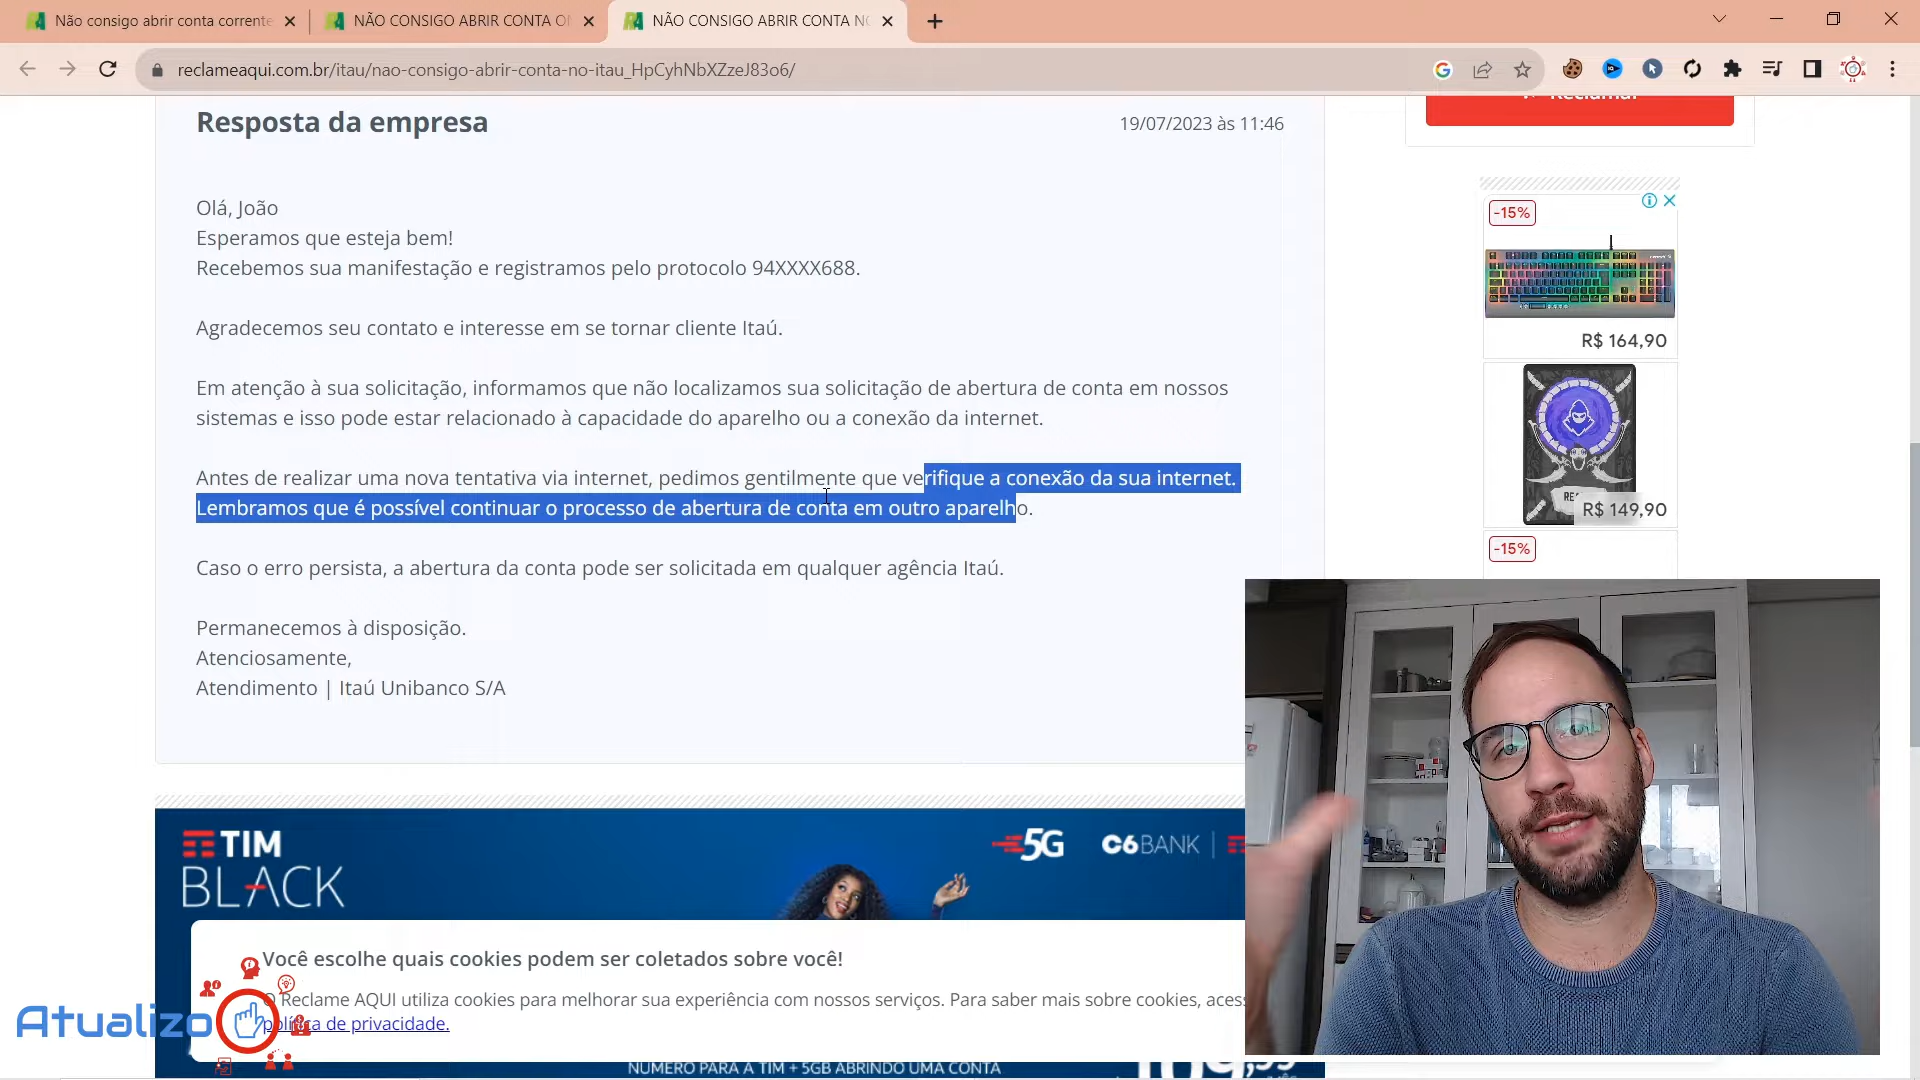 Não consigo abrir conta corrente
NÃO CONSIGO ABRIR CONTA
NÃO CONSIGO ABRIR CONTA
reclameaqui.com.br/itau/nao-consigo-abrir-conta-no-itau_HpCyhNbXZzeJ83o6/
Resposta da empresa
19/07/2023 às 11:46
Reclamar
Olá, João
Esperamos que esteja bem!
Recebemos sua manifestação e registramos pelo protocolo 94XXXX688.
Agradecemos seu contato e interesse em se tornar cliente Itaú.
Em atenção à sua solicitação, informamos que não localizamos sua solicitação de abertura de conta em nossos
sistemas e isso pode estar relacionado à capacidade do aparelho ou a conexão da internet.
Antes de realizar uma nova tentativa via internet, pedimos gentilmente que verifique a conexão da sua internet.
Lembramos que é possível continuar o processo de abertura de conta em outro aparelho.
Caso o erro persista, a abertura da conta pode ser solicitada em qualquer agência Itaú.
Permanecemos à disposição.
Atenciosamente,
Atendimento | Itaú Unibanco S/A
-15%
R$ 164,90
R$ 149,90
-15%
TIM
BLACK
5G
C6BANK
Você escolhe quais cookies podem ser coletados sobre você!
O Reclame AQUI utiliza cookies para melhorar sua experiência com nossos serviços. Para saber mais sobre cookies,
política de privacidade.
NÚMERO PARA A TIM + 5GB ABRINDO UMA CONTA
Atualizo